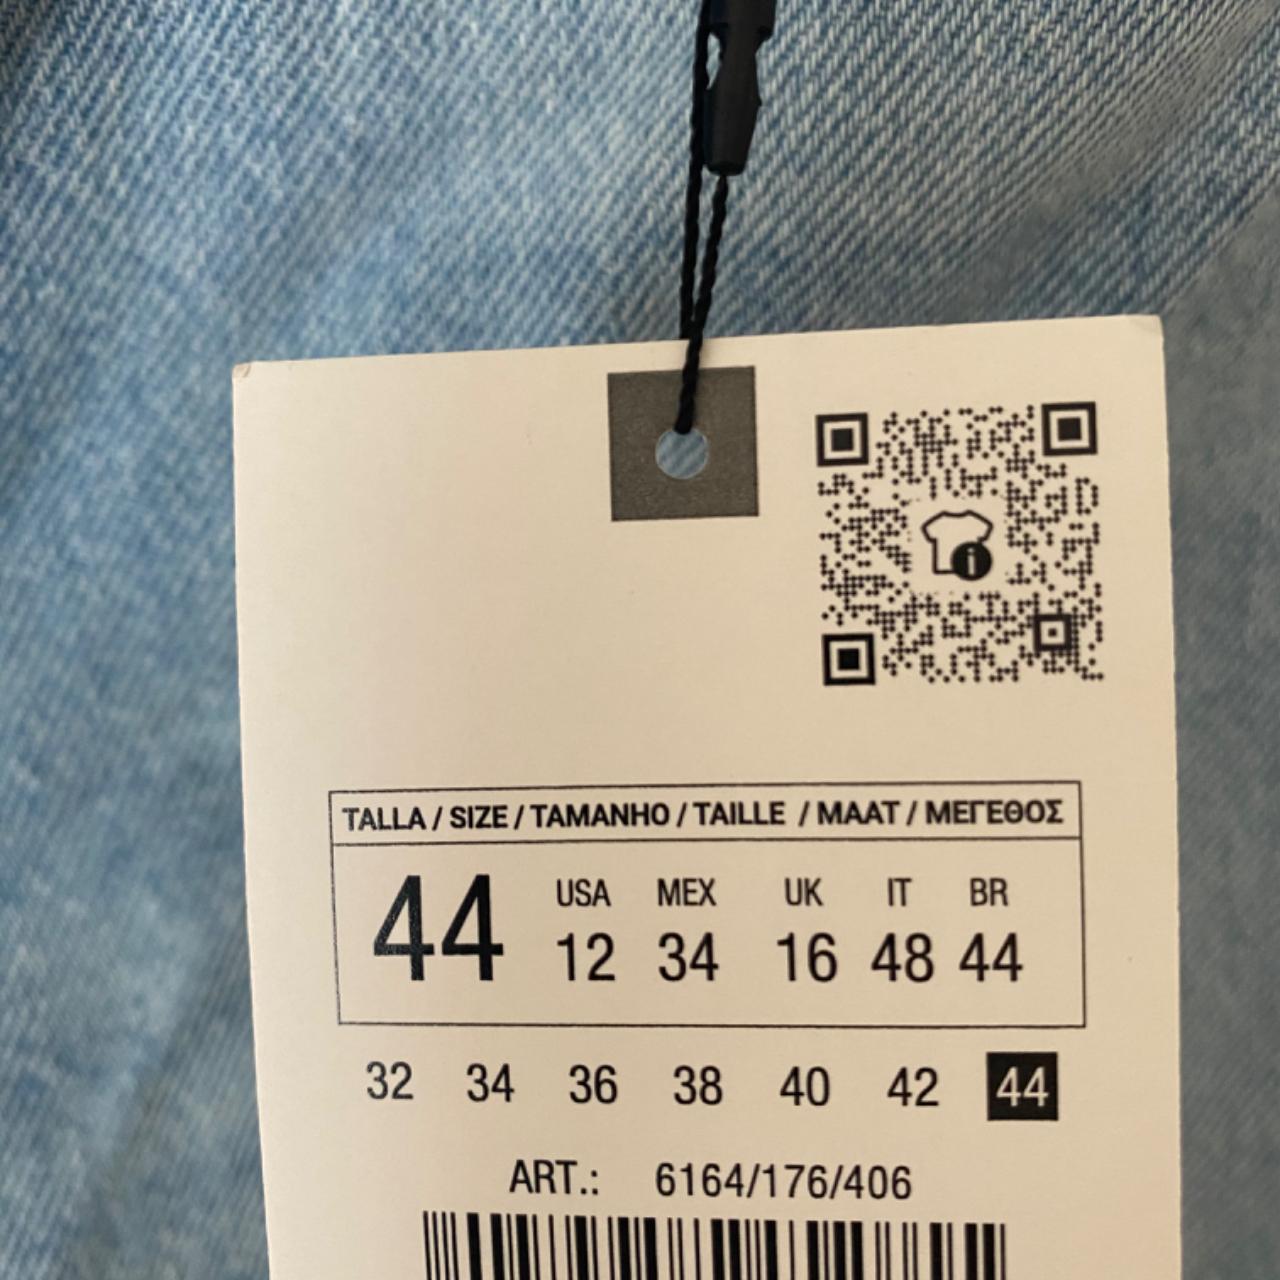 TALLA / SIZE / TAMANHO / TAILLE / MAAT / ΜΕΓΕΘΟΣ
USA MEX UK IT BR
44 12 34 16 48 44
32 34 36 38 40 42 44
ART.: 6164/176/406